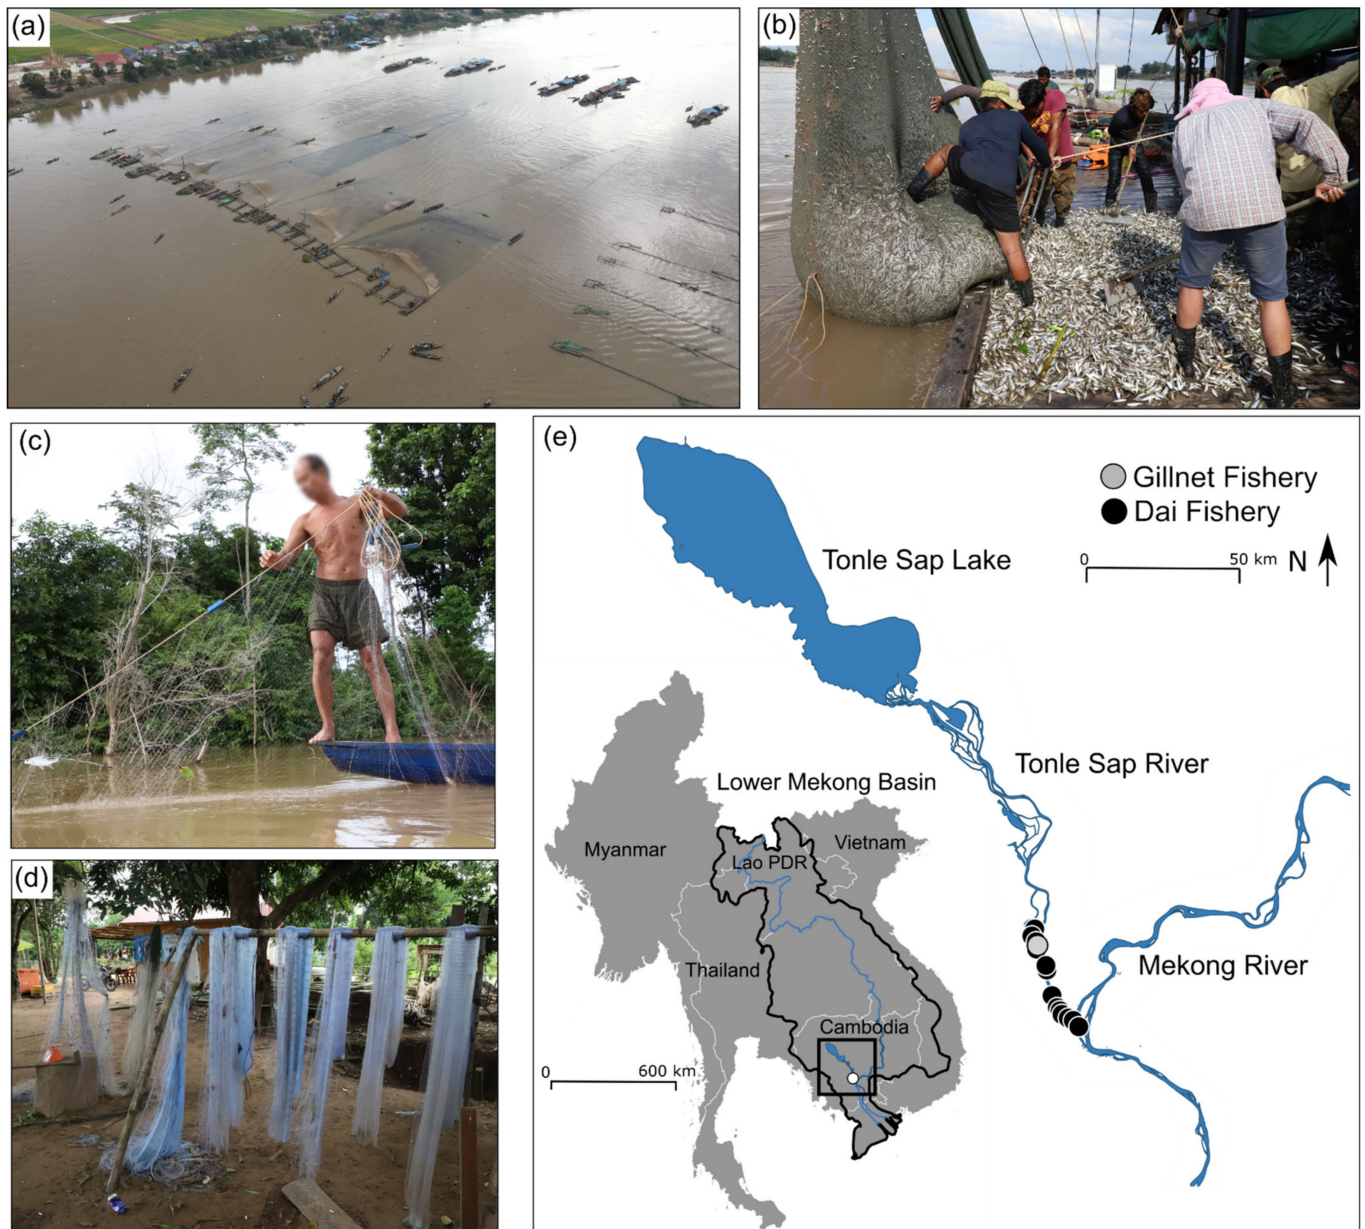 (a)
(b)
(c)
(d)
(e)
Gillnet Fishery
Dai Fishery
0 50 km N
Tonle Sap Lake
Tonle Sap River
Lower Mekong Basin
Myanmar
Lao PDR
Vietnam
Thailand
Mekong River
Cambodia
0 600 km